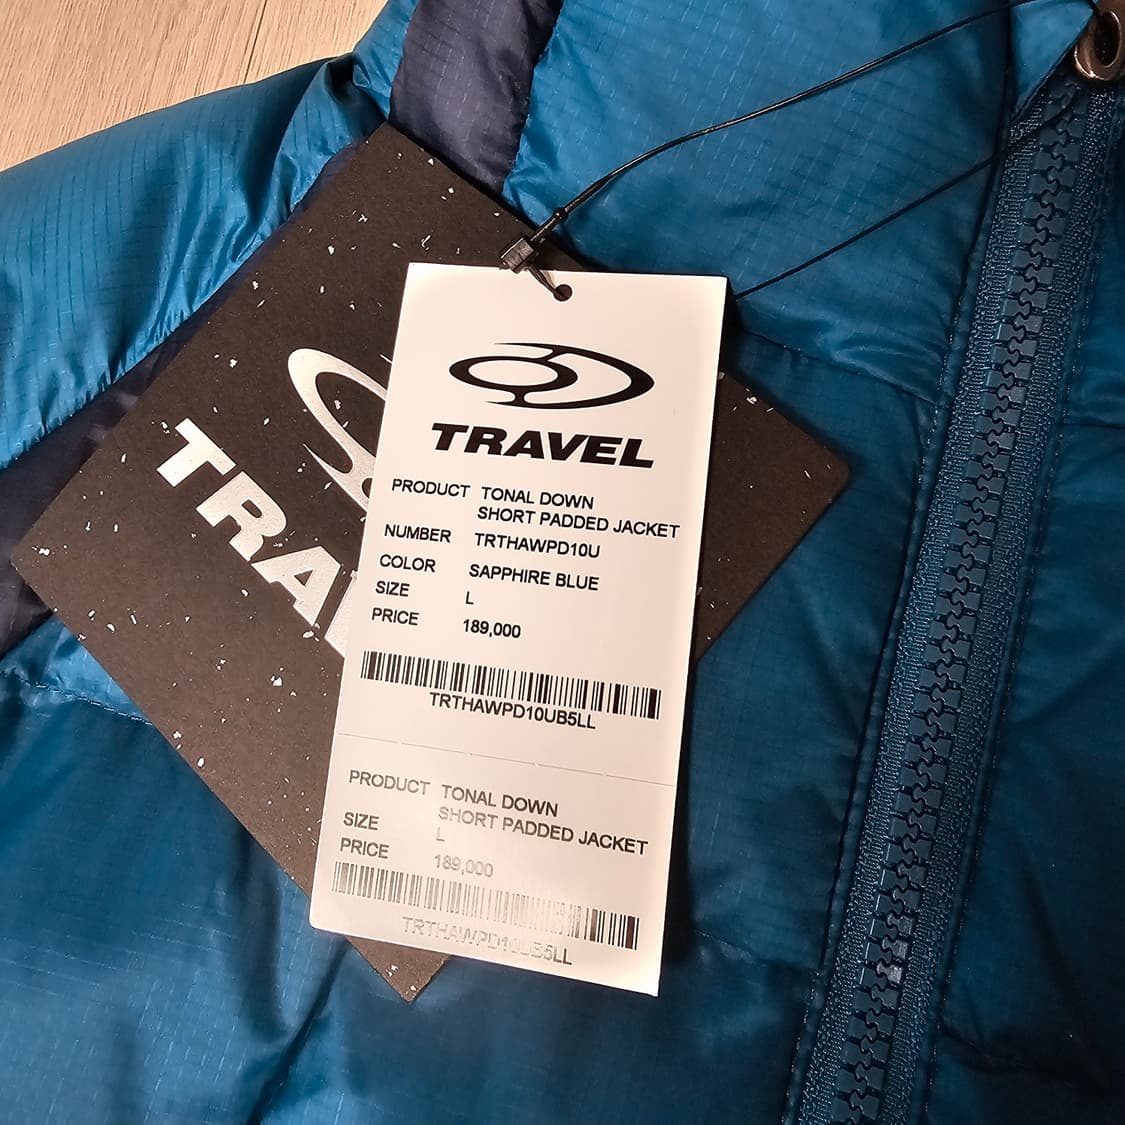 TRAVEL
TRA
PRODUCT TONAL DOWN
SHORT PADDED JACKET
NUMBER TRTHAWPD10U
COLOR SAPPHIRE BLUE
SIZE L
PRICE 189,000
TRTHAWPD10UB5LL
PRODUCT TONAL DOWN
SHORT PADDED JACKET
SIZE L
PRICE 189,000
TRTHAWPD10UB5LL